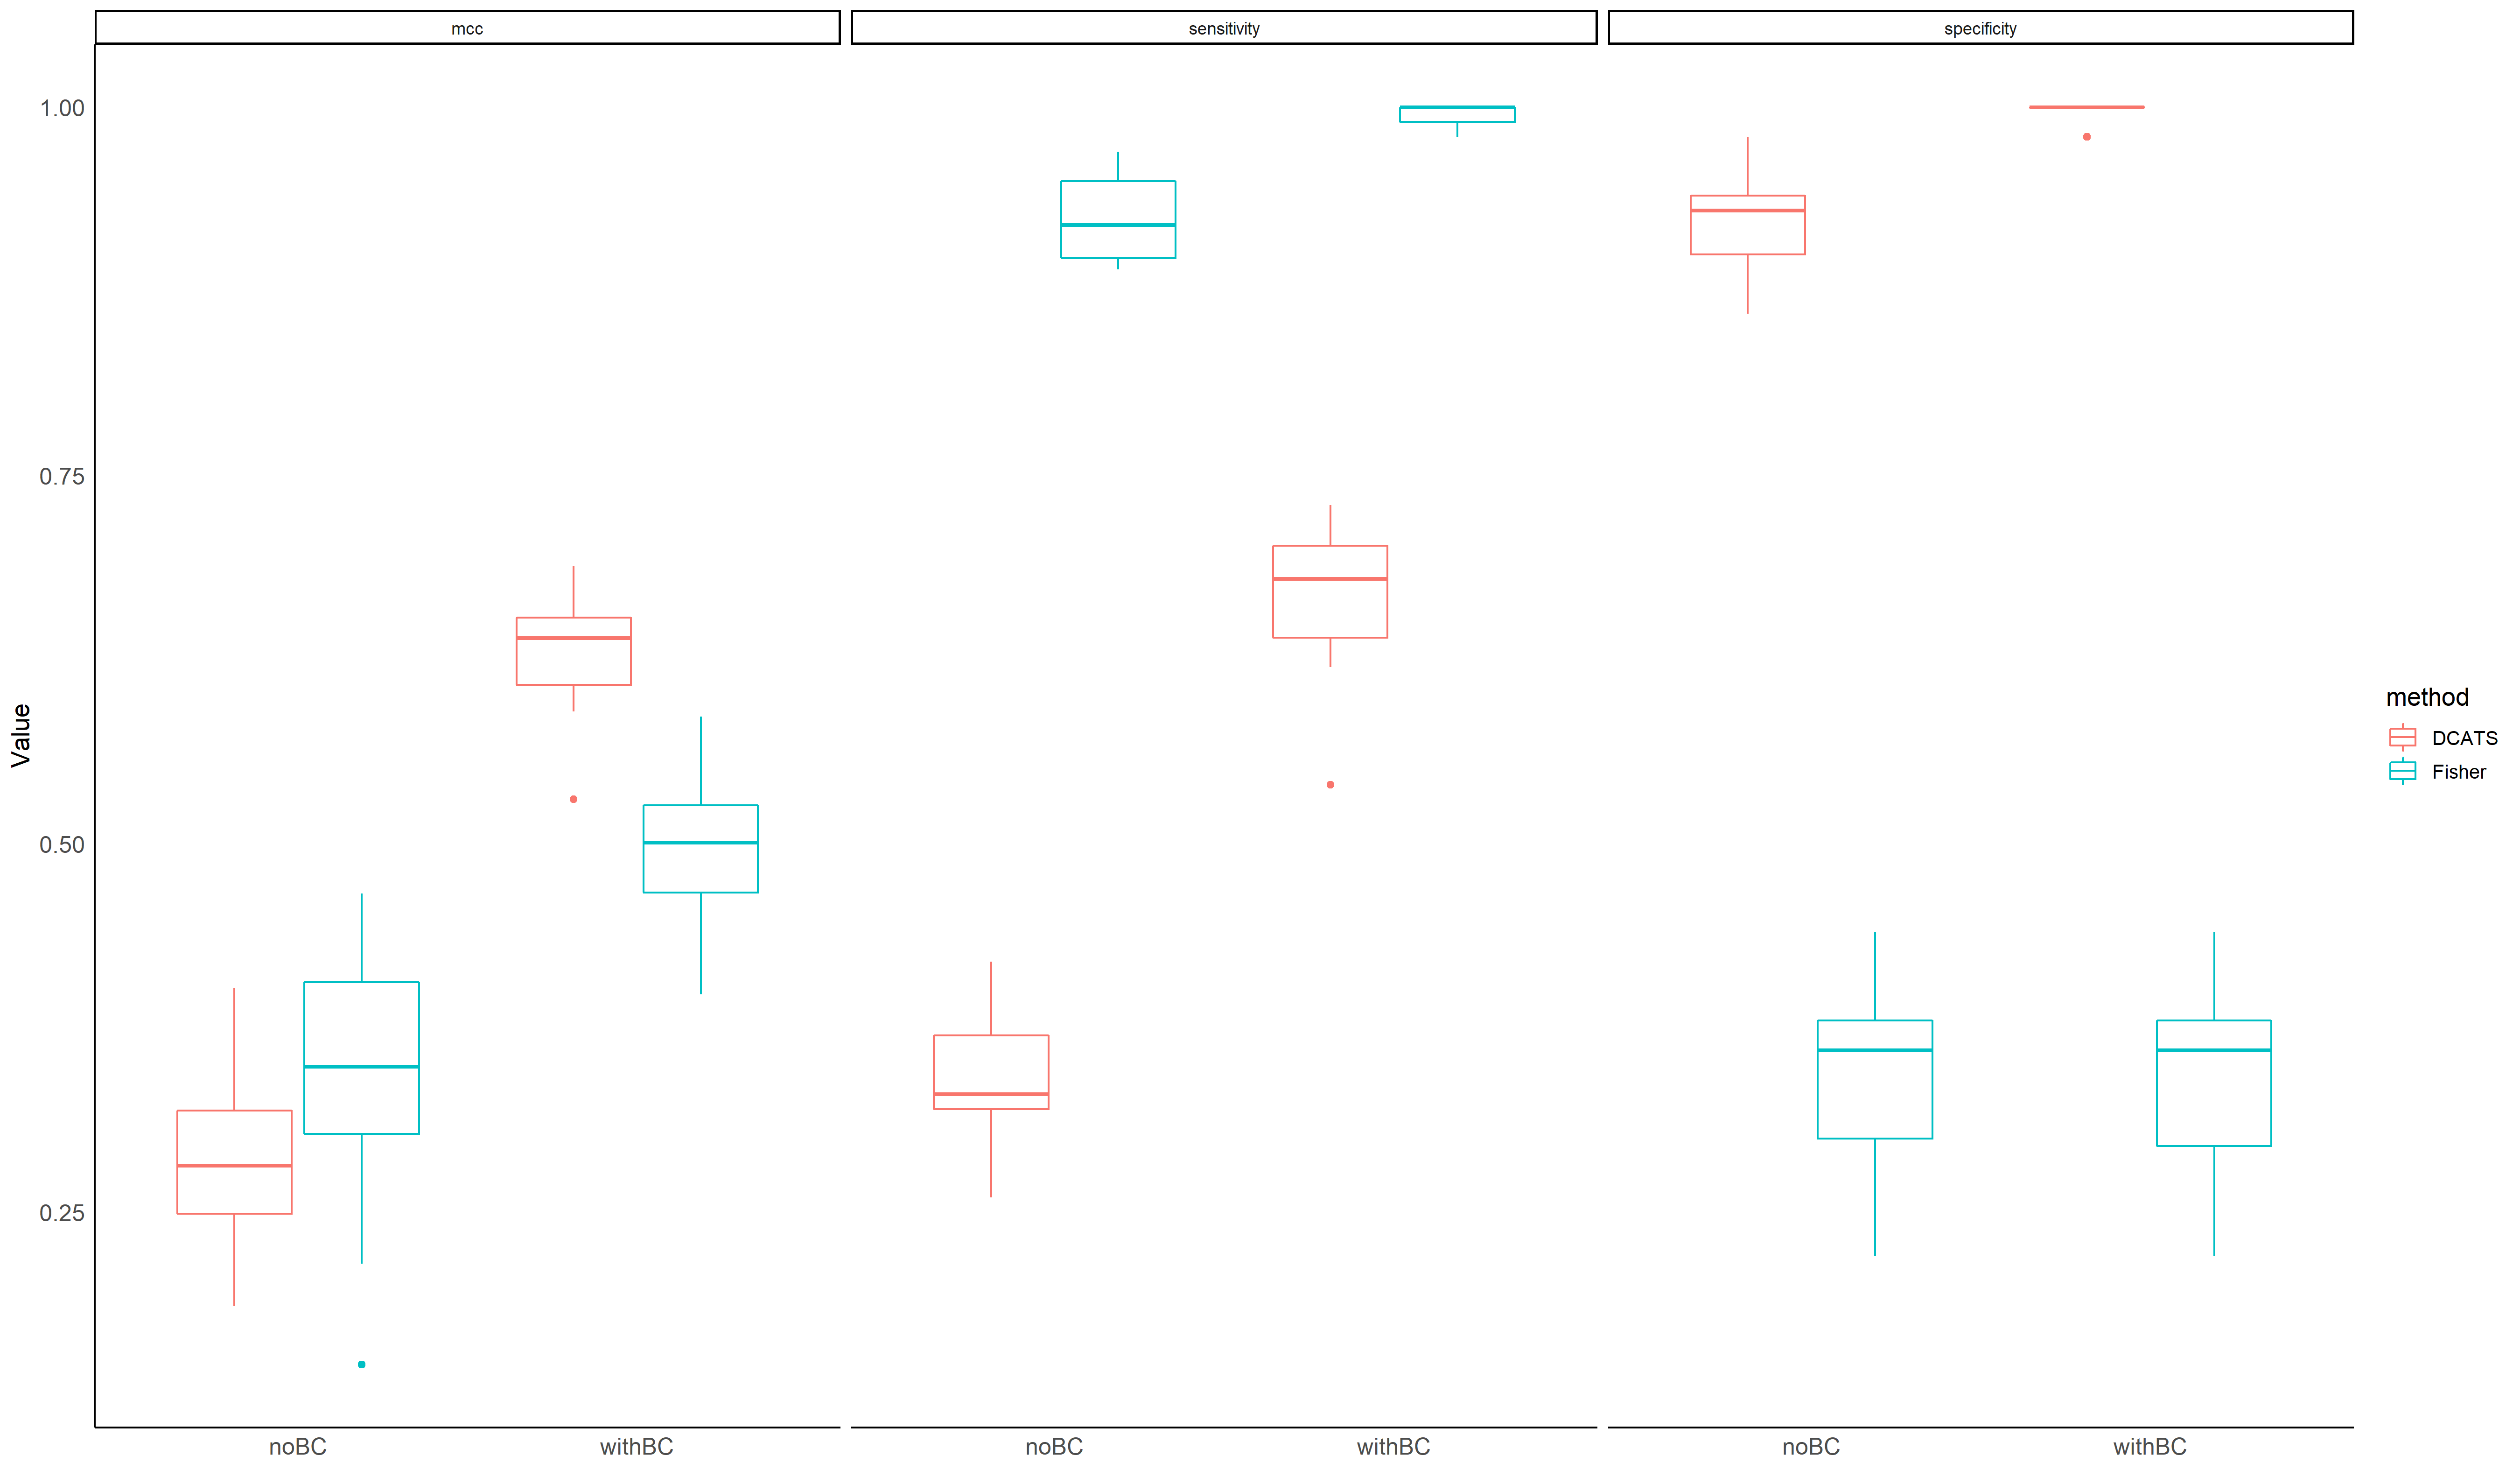 mcc
sensitivity
specificity
1.00
0.75
0.50
0.25
Value
noBC
withBC
noBC
withBC
noBC
withBC
method
DCATS
Fisher